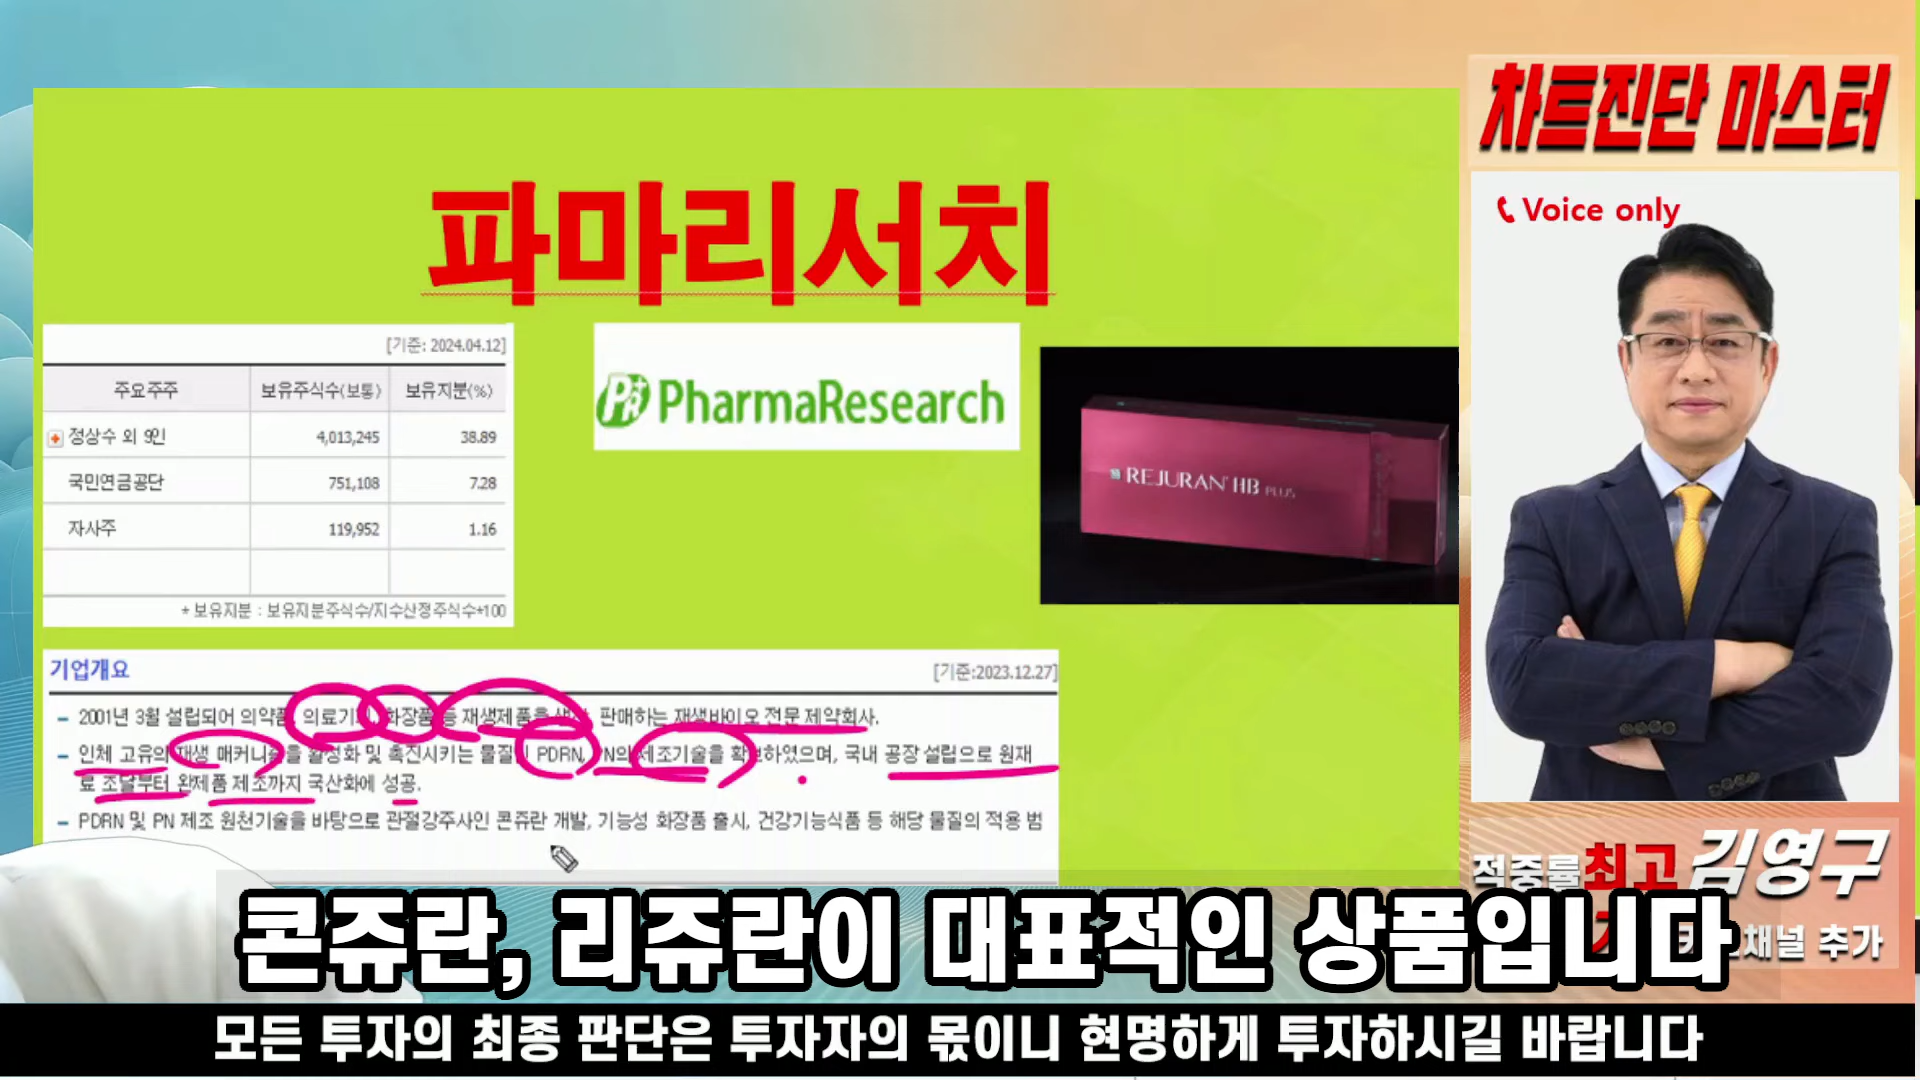 차트진단 마스터
Voice only
파마리서치
[기준: 2024.04.12]
주요주주 보유주식수(보통) 보유지분(%)
정상수 외 9인 4,013,245 38.89
국민연금공단 751,108 7.28
자사주 119,952 1.16
* 보유지분 : 보유지분주식수/지수산정주식수*100
PharmaResearch
REJURAN HB PLUS
기업개요 [기준:2023.12.27]
- 2001년 3월 설립되어 의약품, 의료기기, 화장품 등 재생제품을 판매하는 재생바이오 전문 제약회사.
- 인체 고유의 재생 매커니즘을 활성화 및 촉진시키는 물질인 PDRN, PN의 제조기술을 확보하였으며, 국내 공장 설립으로 원재
료 조달부터 완제품 제조까지 국산화에 성공.
- PDRN 및 PN 제조 원천기술을 바탕으로 관절강주사인 콘쥬란 개발, 기능성 화장품 출시, 건강기능식품 등 해당 물질의 적용 범
적중률 최고 김영구
채널 추가
콘쥬란, 리쥬란이 대표적인 상품입니다
모든 투자의 최종 판단은 투자자의 몫이니 현명하게 투자하시길 바랍니다